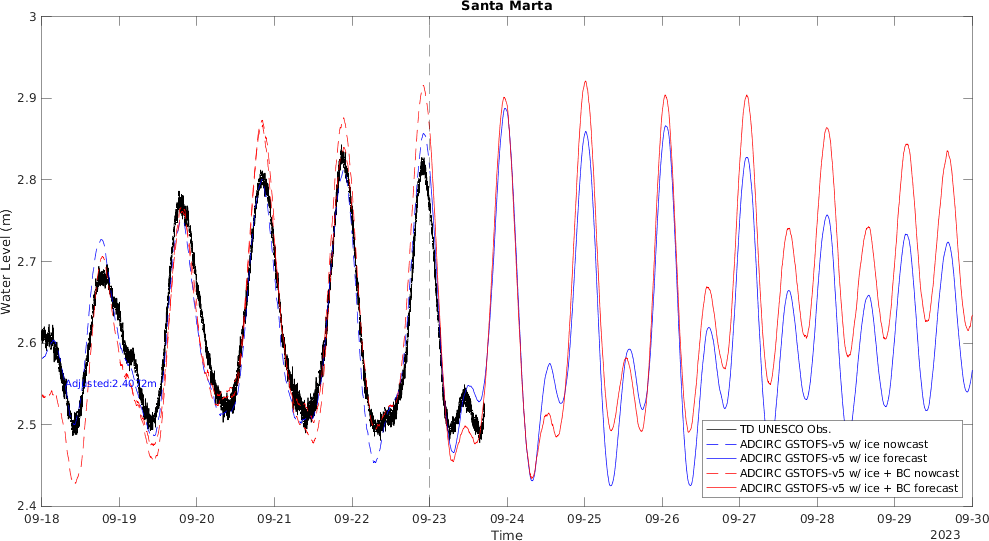 Santa Marta
Water Level (m)
3
2.9
2.8
2.7
2.6
2.5
2.4
TD UNESCO Obs.
ADCIRC GSTOFS-v5 w/ ice nowcast
ADCIRC GSTOFS-v5 w/ ice forecast
ADCIRC GSTOFS-v5 w/ ice + BC nowcast
ADCIRC GSTOFS-v5 w/ ice + BC forecast
09-18 09-19 09-20 09-21 09-22 09-23 09-24 09-25 09-26 09-27 09-28 09-29 09-30
Time
2023